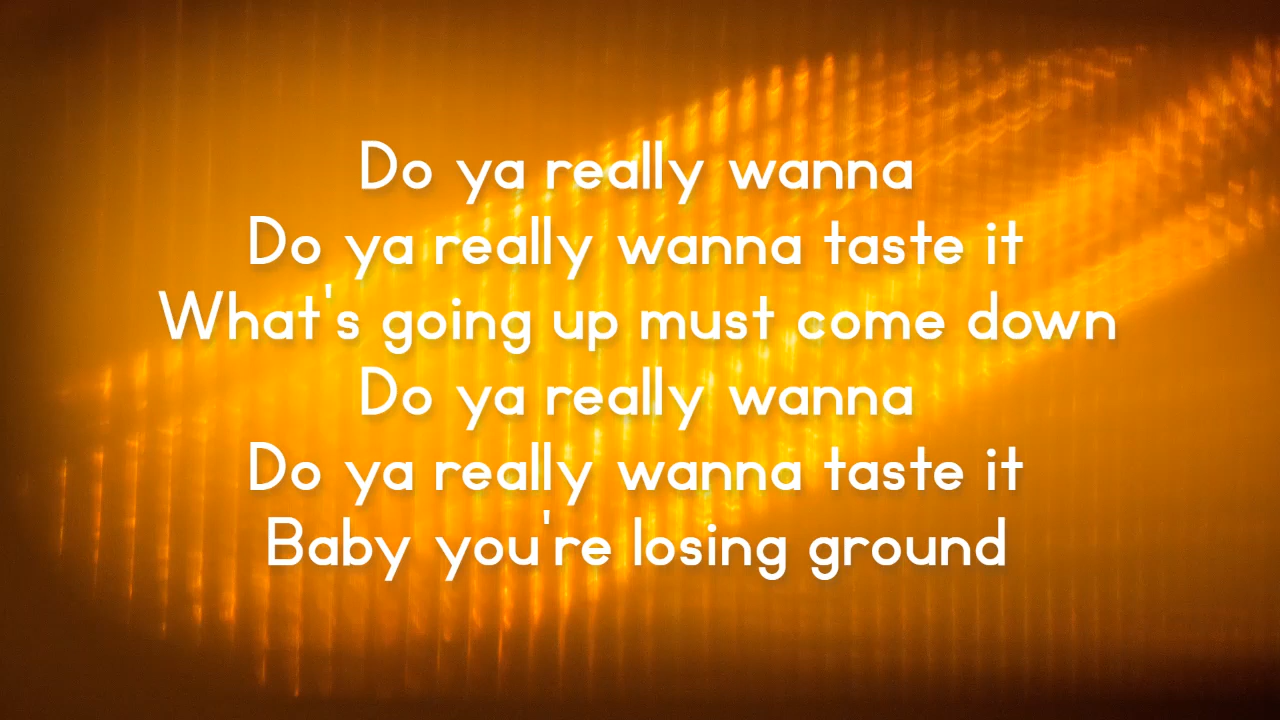 Do ya really wanna
Do ya really wanna taste it
What's going up must come down
Do ya really wanna
Do ya really wanna taste it
Baby you're losing ground